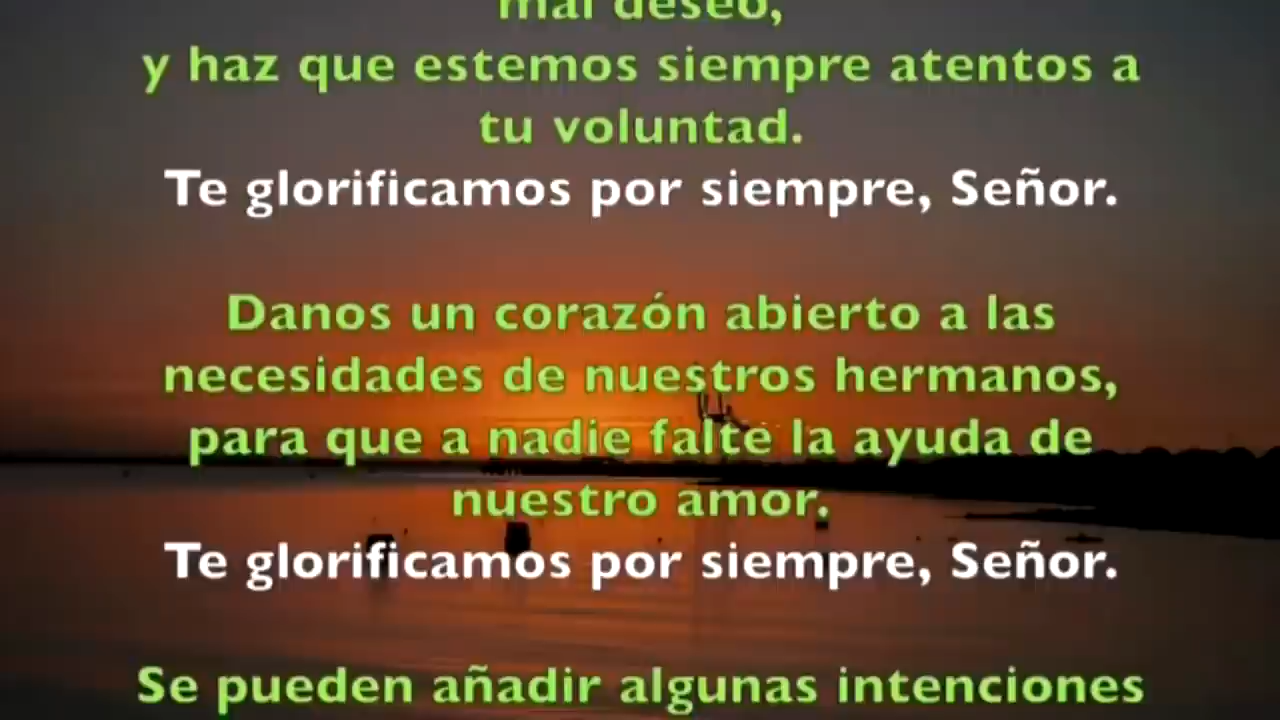 mal deseo,
y haz que estemos siempre atentos a
tu voluntad.
Te glorificamos por siempre, Señor.
Danos un corazón abierto a las
necesidades de nuestros hermanos,
para que a nadie falte la ayuda de
nuestro amor.
Te glorificamos por siempre, Señor.
Se pueden añadir algunas intenciones